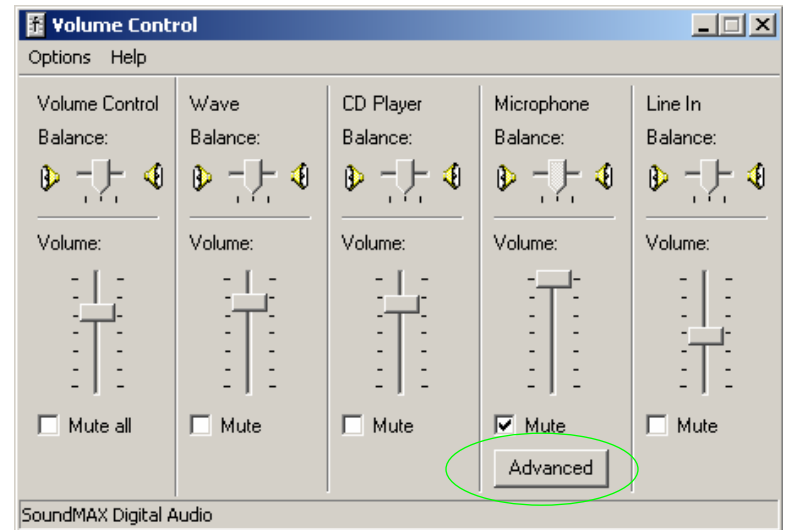 Volume Control
Options Help
Volume Control Wave CD Player Microphone Line In
Balance: Balance: Balance: Balance: Balance:
Volume: Volume: Volume: Volume: Volume:
Mute all Mute Mute Mute Mute
Advanced
SoundMAX Digital Audio